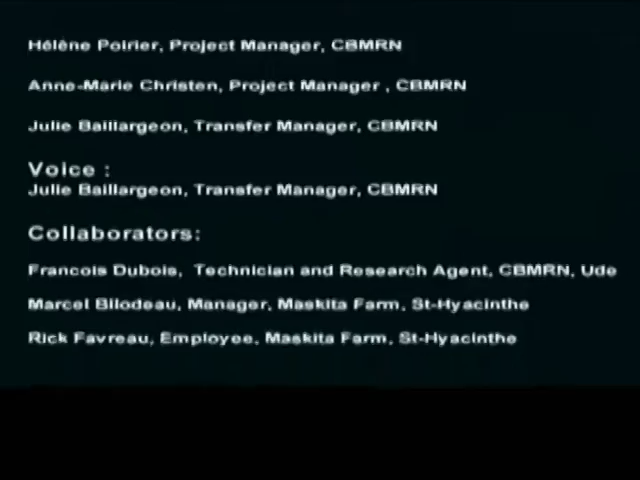 Hélène Poirier, Project Manager, CBMRN
Anne-Marie Christen, Project Manager , CBMRN
Julie Baillargeon, Transfer Manager, CBMRN
Voice :
Julie Baillargeon, Transfer Manager, CBMRN
Collaborators:
Francois Dubois, Technician and Research Agent, CBMRN, Ude
Marcel Bilodeau, Manager, Maskita Farm, St-Hyacinthe
Rick Favreau, Employee, Maskita Farm, St-Hyacinthe